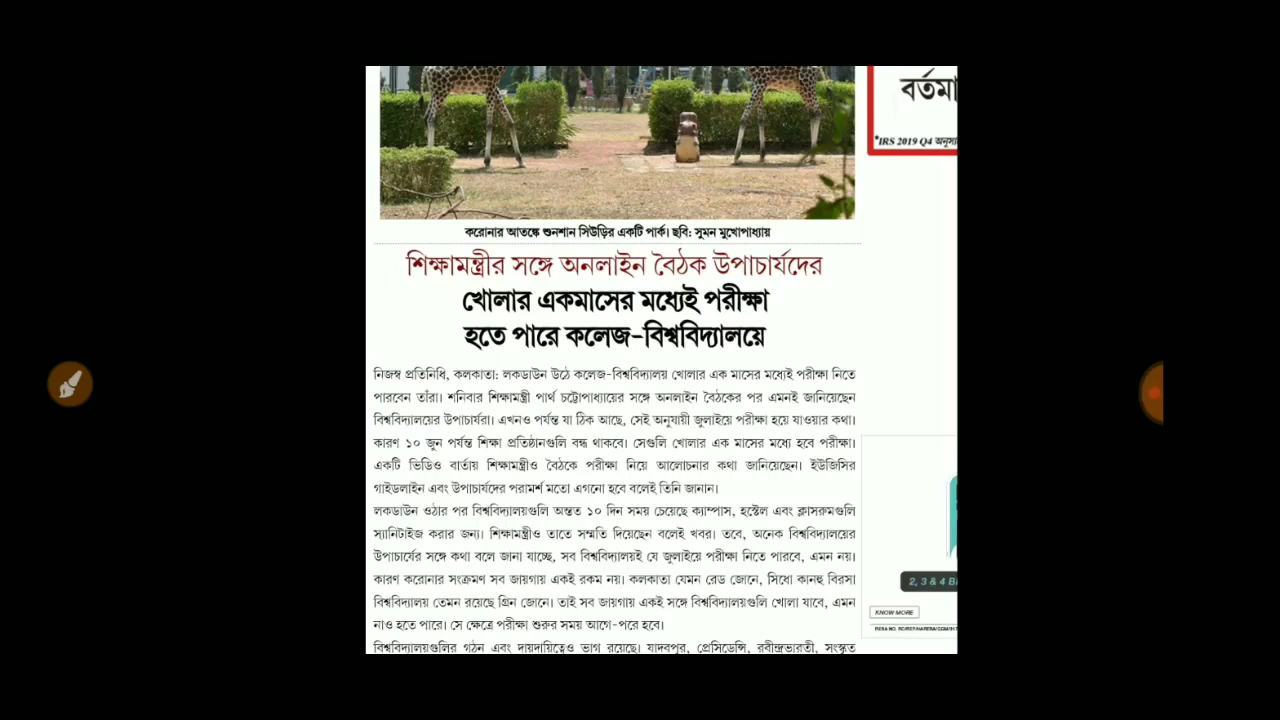 বর্তমা
*IRS 2019 Q4 অনুসা
করোনার আতঙ্কে শুনশান সিউড়ির একটি পার্ক। ছবি: সুমন মুখোপাধ্যায়
শিক্ষামন্ত্রীর সঙ্গে অনলাইন বৈঠক উপাচার্যদের
খোলার একমাসের মধ্যেই পরীক্ষা
হতে পারে কলেজ-বিশ্ববিদ্যালয়ে
নিজস্ব প্রতিনিধি, কলকাতা: লকডাউন উঠে কলেজ-বিশ্ববিদ্যালয় খোলার এক মাসের মধ্যেই পরীক্ষা নিতে
পারবেন তাঁরা। শনিবার শিক্ষামন্ত্রী পার্থ চট্টোপাধ্যায়ের সঙ্গে অনলাইন বৈঠকের পর এমনই জানিয়েছেন
বিশ্ববিদ্যালয়ের উপাচার্যরা। এখনও পর্যন্ত যা ঠিক আছে, সেই অনুযায়ী জুলাইয়ে পরীক্ষা হয়ে যাওয়ার কথা।
কারণ ১০ জুন পর্যন্ত শিক্ষা প্রতিষ্ঠানগুলি বন্ধ থাকবে। সেগুলি খোলার এক মাসের মধ্যে হবে পরীক্ষা।
একটি ভিডিও বার্তায় শিক্ষামন্ত্রীও বৈঠকে পরীক্ষা নিয়ে আলোচনার কথা জানিয়েছেন। ইউজিসির
গাইডলাইন এবং উপাচার্যদের পরামর্শ মতো এগনো হবে বলেই তিনি জানান।
লকডাউন ওঠার পর বিশ্ববিদ্যালয়গুলি অন্তত ১০ দিন সময় চেয়েছে ক্যাম্পাস, হস্টেল এবং ক্লাসরুমগুলি
স্যানিটাইজ করার জন্য। শিক্ষামন্ত্রীও তাতে সম্মতি দিয়েছেন বলেই খবর। তবে, অনেক বিশ্ববিদ্যালয়ের
উপাচার্যের সঙ্গে কথা বলে জানা যাচ্ছে, সব বিশ্ববিদ্যালয়ই যে জুলাইয়ে পরীক্ষা নিতে পারবে, এমন নয়।
কারণ করোনার সংক্রমণ সব জায়গায় একই রকম নয়। কলকাতা যেমন রেড জোনে, সিধো কানহু বিরসা
বিশ্ববিদ্যালয় তেমন রয়েছে গ্রিন জোনে। তাই সব জায়গায় একই সঙ্গে বিশ্ববিদ্যালয়গুলি খোলা যাবে, এমন
নাও হতে পারে। সে ক্ষেত্রে পরীক্ষা শুরুর সময় আগে-পরে হবে।
বিশ্ববিদ্যালয়গুলির গঠন এবং দায়দায়িত্বেও ভাগ রয়েছে। যাদবপুর, প্রেসিডেন্সি, রবীন্দ্রভারতী, সংস্কৃত
2, 3 & 4 B
KNOW MORE